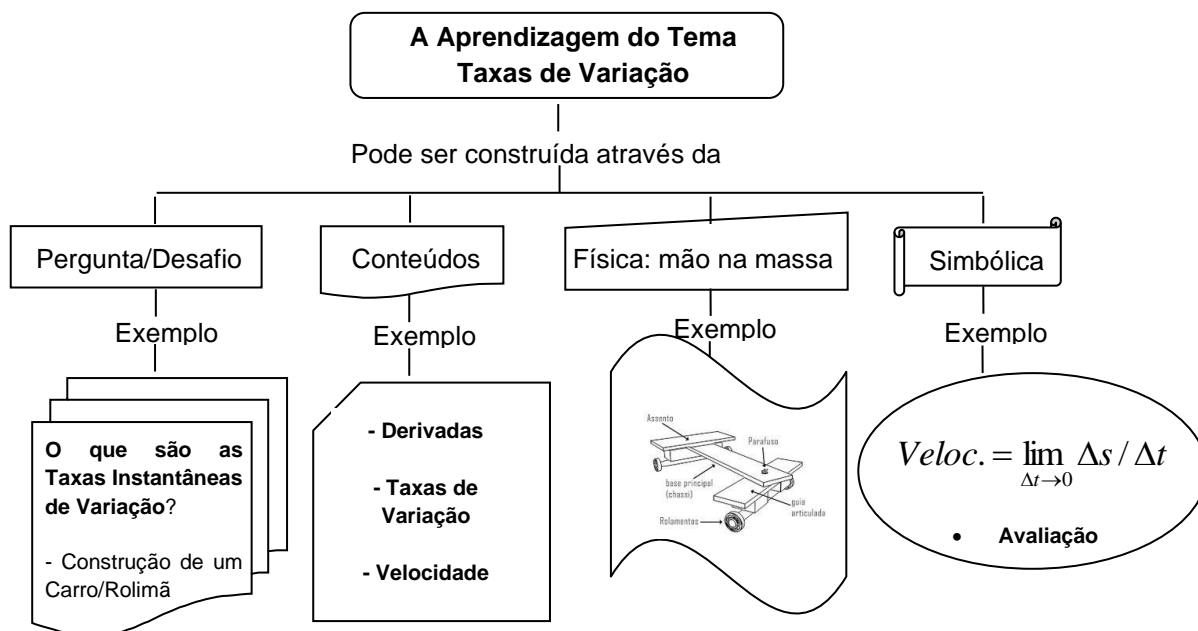 A Aprendizagem do Tema
Taxas de Variação
Pode ser construída através da
Pergunta/Desafio
Conteúdos
Física: mão na massa
Simbólica
Exemplo
Exemplo
Exemplo
Exemplo
O que são as
Taxas Instantâneas
de Variação?
- Construção de um
Carro/Rolimã
- Derivadas
- Taxas de
Variação
- Velocidade
Assento
Parafuso
base principal
(chassi)
guia
articulada
Rolamentos
Veloc. = lim Δs / Δt
Δt→0
• Avaliação